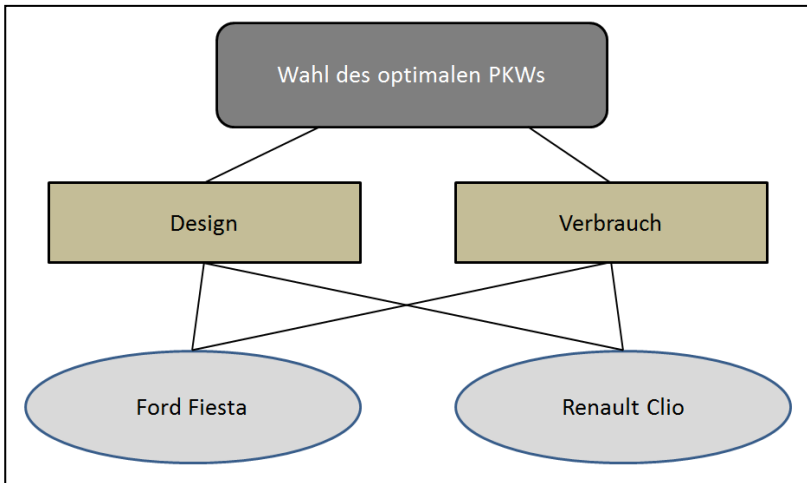 Wahl des optimalen PKWs
Design
Verbrauch
Ford Fiesta
Renault Clio